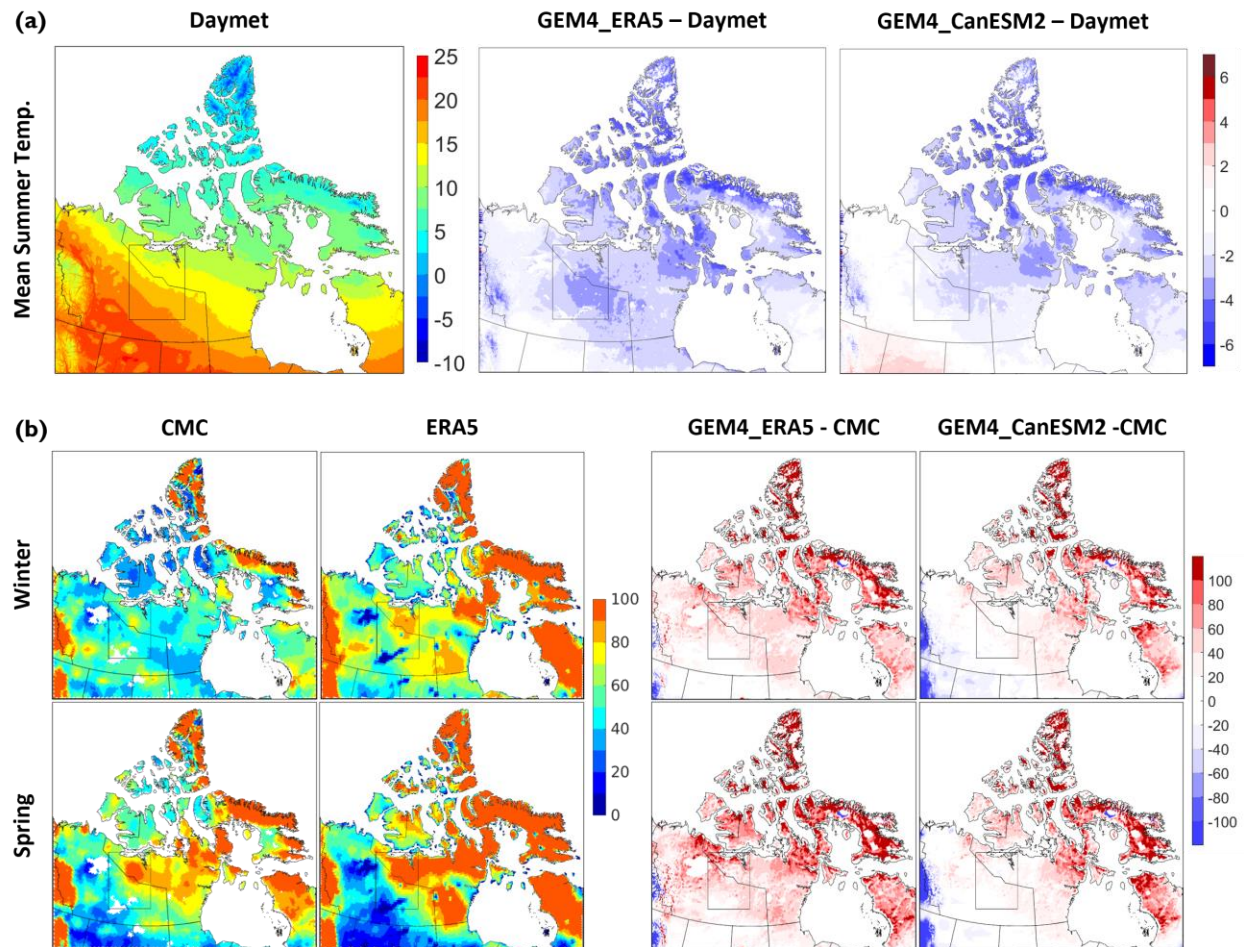 (a)
Daymet
GEM4_ERA5 – Daymet
GEM4_CanESM2 – Daymet
Mean Summer Temp.
25
20
15
10
5
0
-5
-10
6
4
2
0
-2
-4
-6
(b)
CMC
ERA5
GEM4_ERA5 - CMC
GEM4_CanESM2 -CMC
Winter
Spring
100
80
60
40
20
0
100
80
60
40
20
0
-20
-40
-60
-80
-100